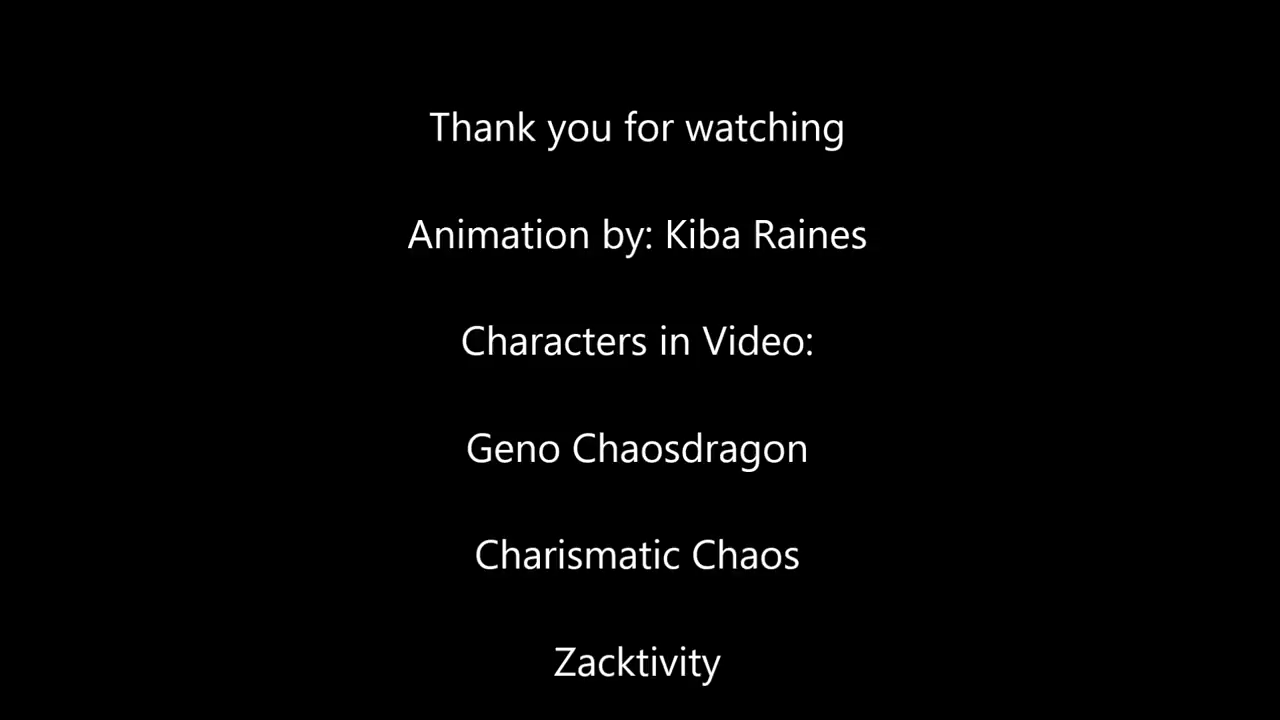 Thank you for watching
Animation by: Kiba Raines
Characters in Video:
Geno Chaosdragon
Charismatic Chaos
Zacktivity